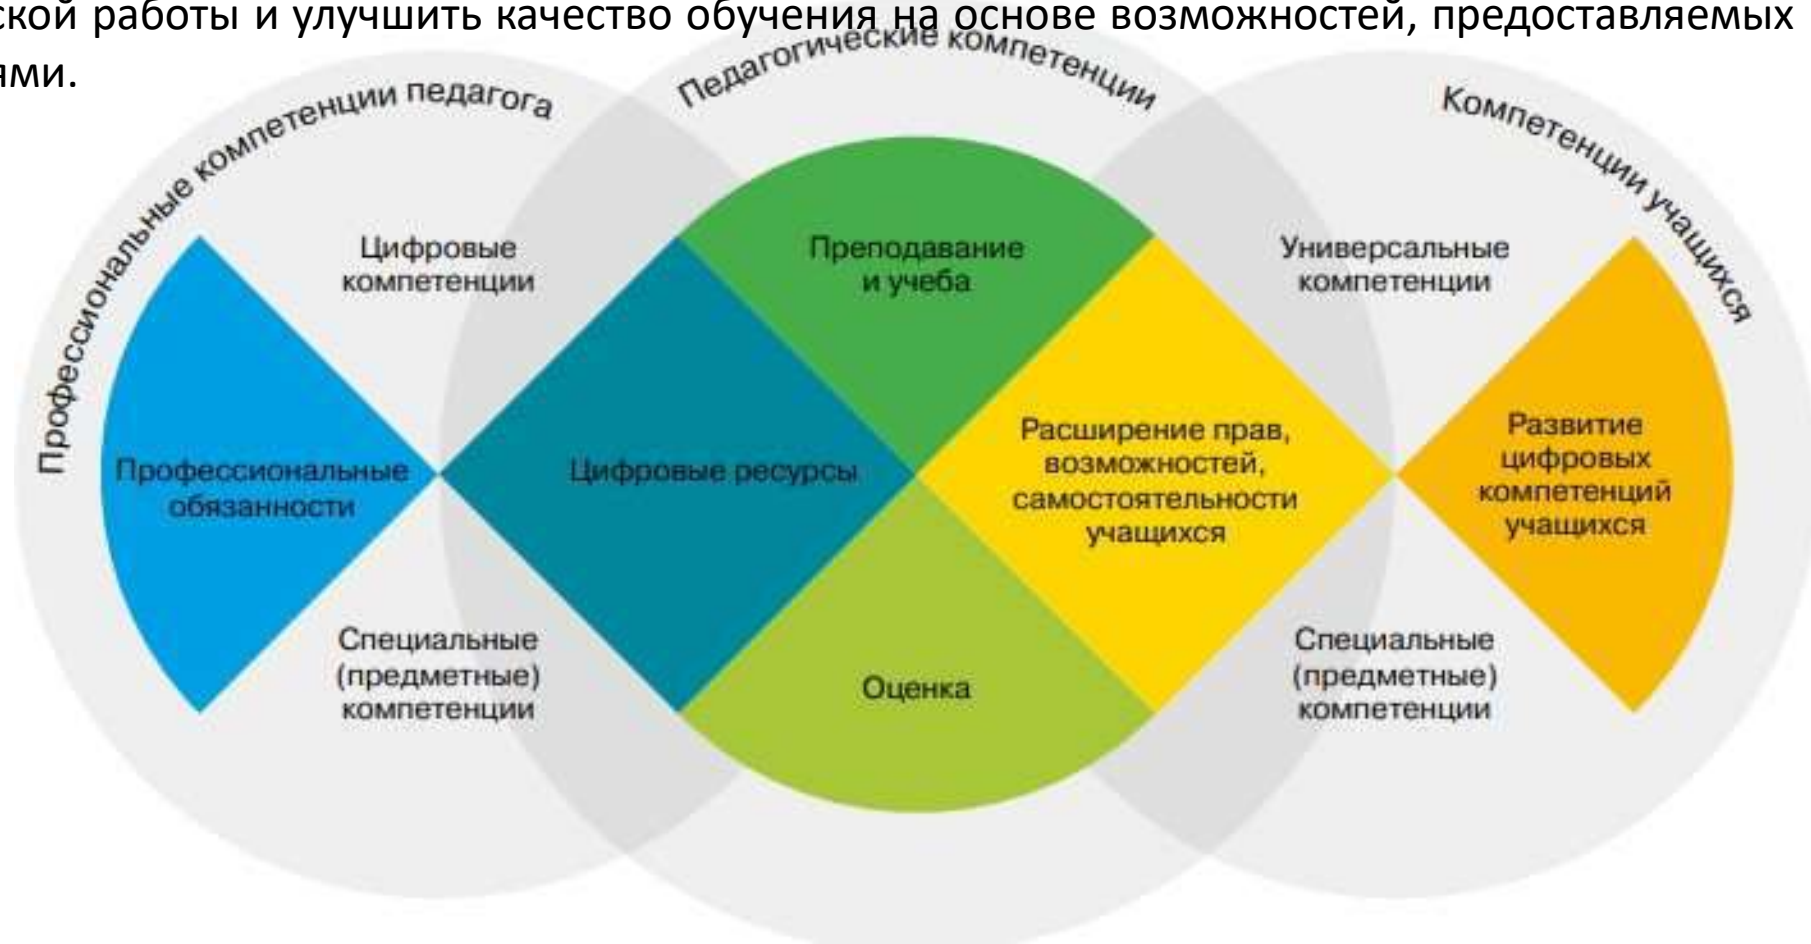 ской работы и улучшить качество обучения на основе возможностей, предоставляемых
ями.
Профессиональные компетенции педагога
Педагогические компетенции
Компетенции учащихся
Цифровые
компетенции
Преподавание
и учеба
Универсальные
компетенции
Профессиональные
обязанности
Цифровые ресурсы
Расширение прав,
возможностей,
самостоятельности
учащихся
Развитие
цифровых
компетенций
учащихся
Специальные
(предметные)
компетенции
Оценка
Специальные
(предметные)
компетенции